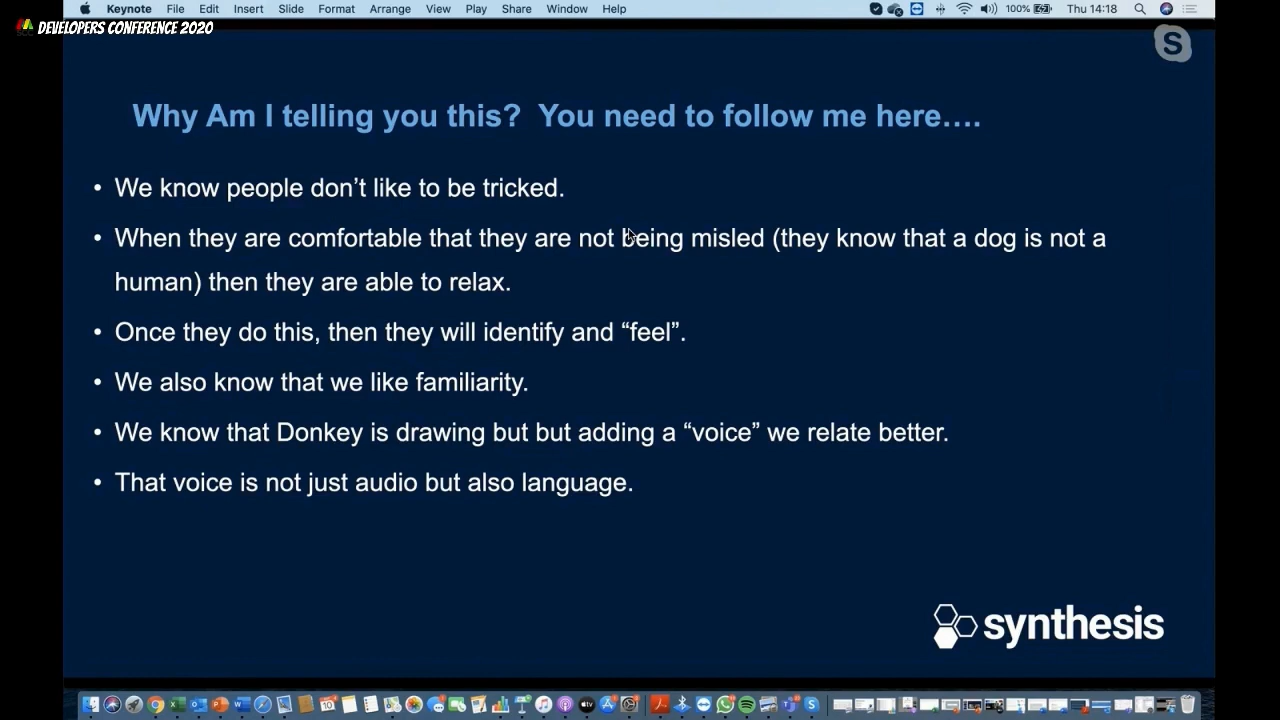 Keynote File Edit Insert Slide Format Arrange View Play Share Window Help 100% Thu 14:18
DEVELOPERS CONFERENCE 2020
Why Am I telling you this? You need to follow me here….
• We know people don’t like to be tricked.
• When they are comfortable that they are not being misled (they know that a dog is not a
human) then they are able to relax.
• Once they do this, then they will identify and “feel”.
• We also know that we like familiarity.
• We know that Donkey is drawing but but adding a “voice” we relate better.
• That voice is not just audio but also language.
synthesis